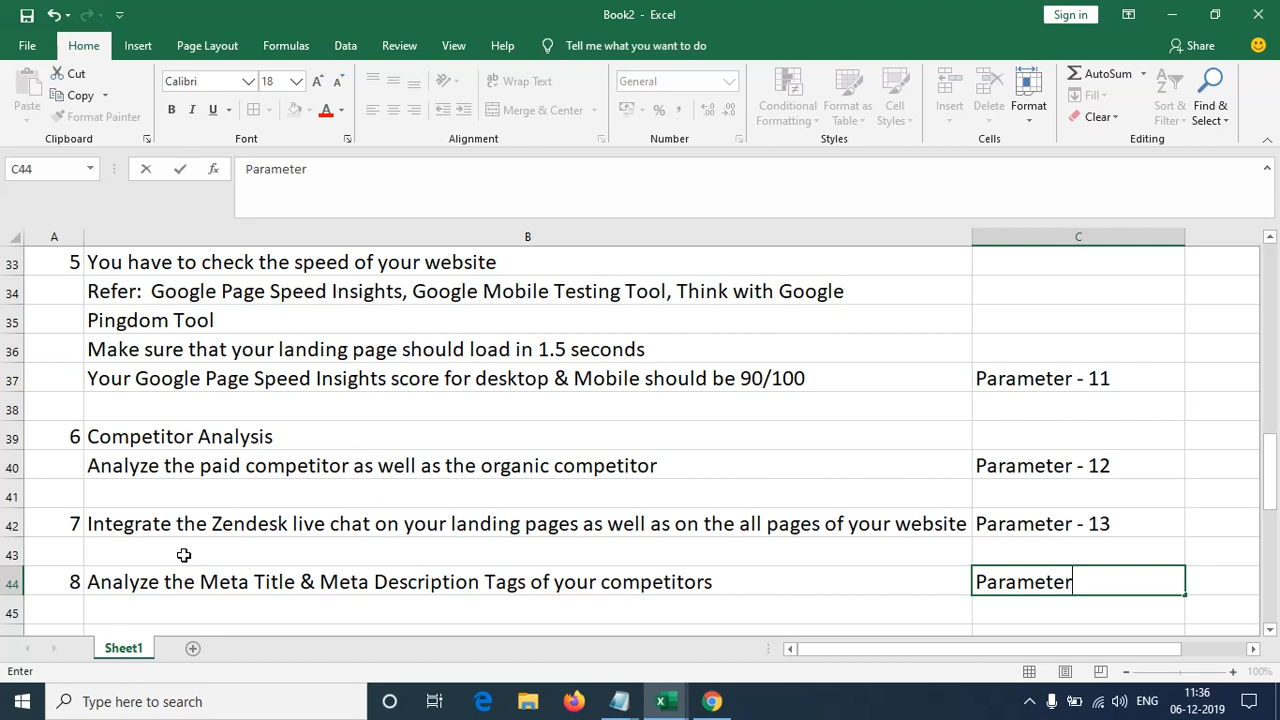 Book2 - Excel
Sign in
File Home Insert Page Layout Formulas Data Review View Help Tell me what you want to do Share
Paste
Cut
Copy
Format Painter
Clipboard
Calibri 18 A A
B I U A
Font
ab Wrap Text
Merge & Center
Alignment
General
% , .0 .00 .00 .0
Number
Conditional Formatting
Format as Table
Cell Styles
Styles
Insert Delete Format
Cells
AutoSum
Fill
Clear
Sort & Filter
Find & Select
Editing
C44 fx Parameter
A B C
33 5 You have to check the speed of your website
34 Refer: Google Page Speed Insights, Google Mobile Testing Tool, Think with Google
35 Pingdom Tool
36 Make sure that your landing page should load in 1.5 seconds
37 Your Google Page Speed Insights score for desktop & Mobile should be 90/100 Parameter - 11
38
39 6 Competitor Analysis
40 Analyze the paid competitor as well as the organic competitor Parameter - 12
41
42 7 Integrate the Zendesk live chat on your landing pages as well as on the all pages of your website Parameter - 13
43
44 8 Analyze the Meta Title & Meta Description Tags of your competitors Parameter
45
Sheet1
Enter 100%
Type here to search
ENG
11:36
06-12-2019